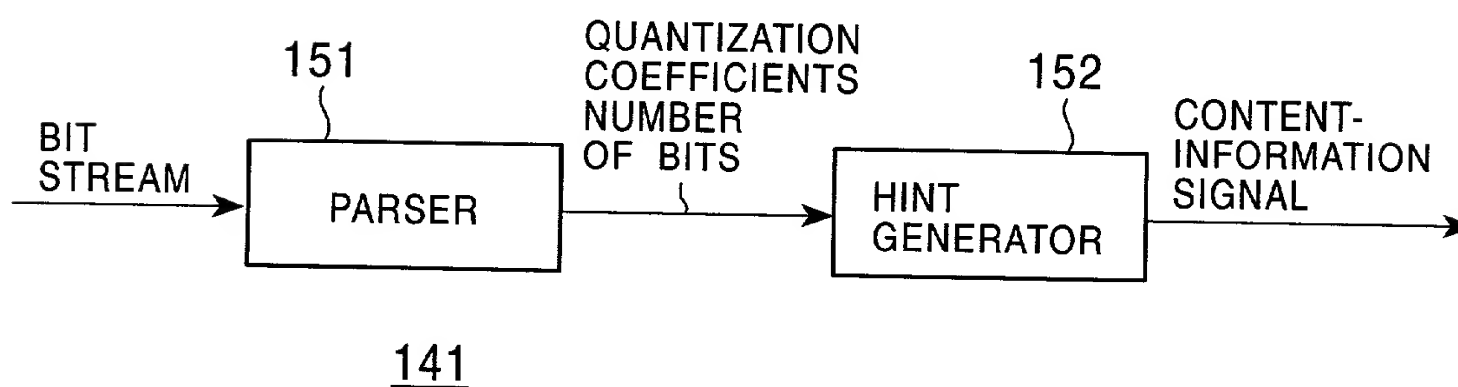 151
BIT
STREAM
PARSER
QUANTIZATION
COEFFICIENTS
NUMBER
OF BITS
152
HINT
GENERATOR
CONTENT-
INFORMATION
SIGNAL
141